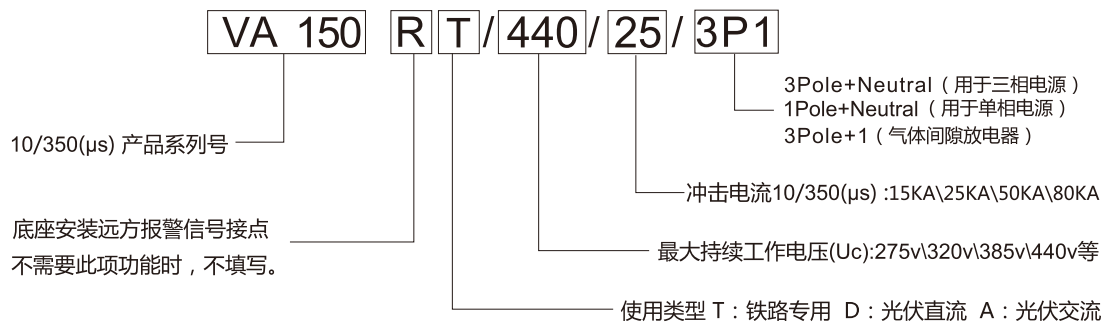 VA 150 R T / 440 / 25 / 3P1
3Pole+Neutral（用于三相电源）
1Pole+Neutral（用于单相电源）
3Pole+1（气体间隙放电器）
10/350(μs) 产品系列号
冲击电流10/350(μs) :15KA\25KA\50KA\80KA
底座安装远方报警信号接点
不需要此项功能时，不填写。
最大持续工作电压(Uc):275v\320v\385v\440v等
使用类型 T：铁路专用 D：光伏直流 A：光伏交流